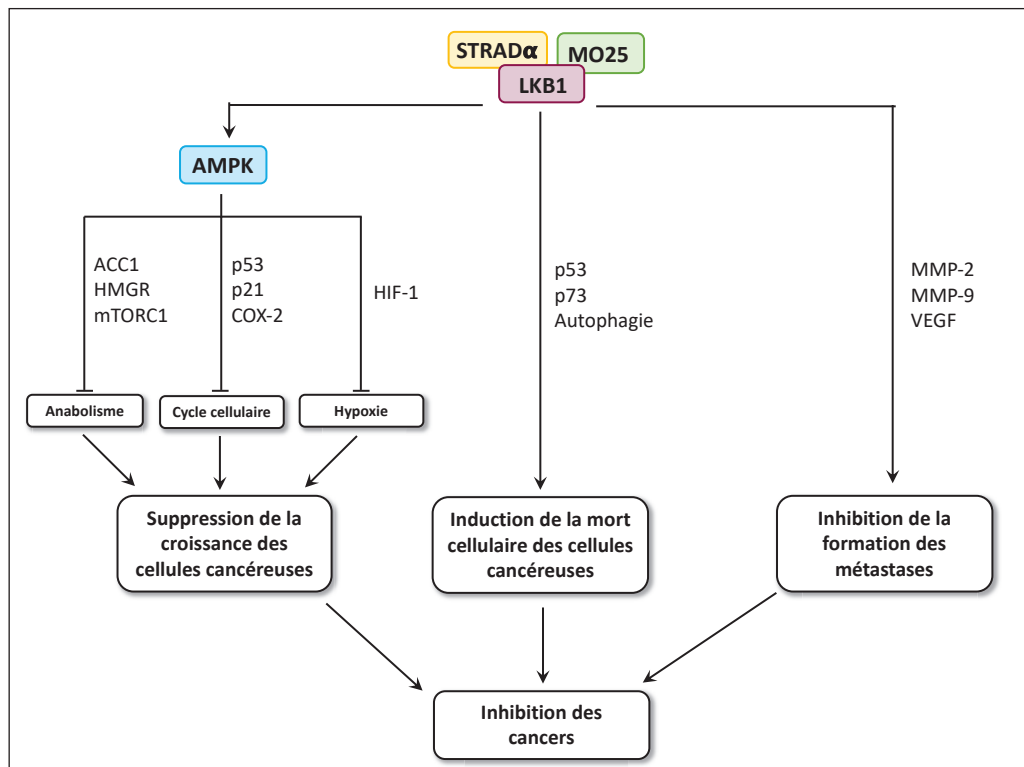 STRADα
MO25
LKB1
AMPK
ACC1
HMGR
mTORC1
p53
p21
COX-2
HIF-1
p53
p73
Autophagie
MMP-2
MMP-9
VEGF
Anabolisme
Cycle cellulaire
Hypoxie
Suppression de la
croissance des
cellules cancéreuses
Induction de la mort
cellulaire des cellules
cancéreuses
Inhibition de la
formation des
métastases
Inhibition des
cancers